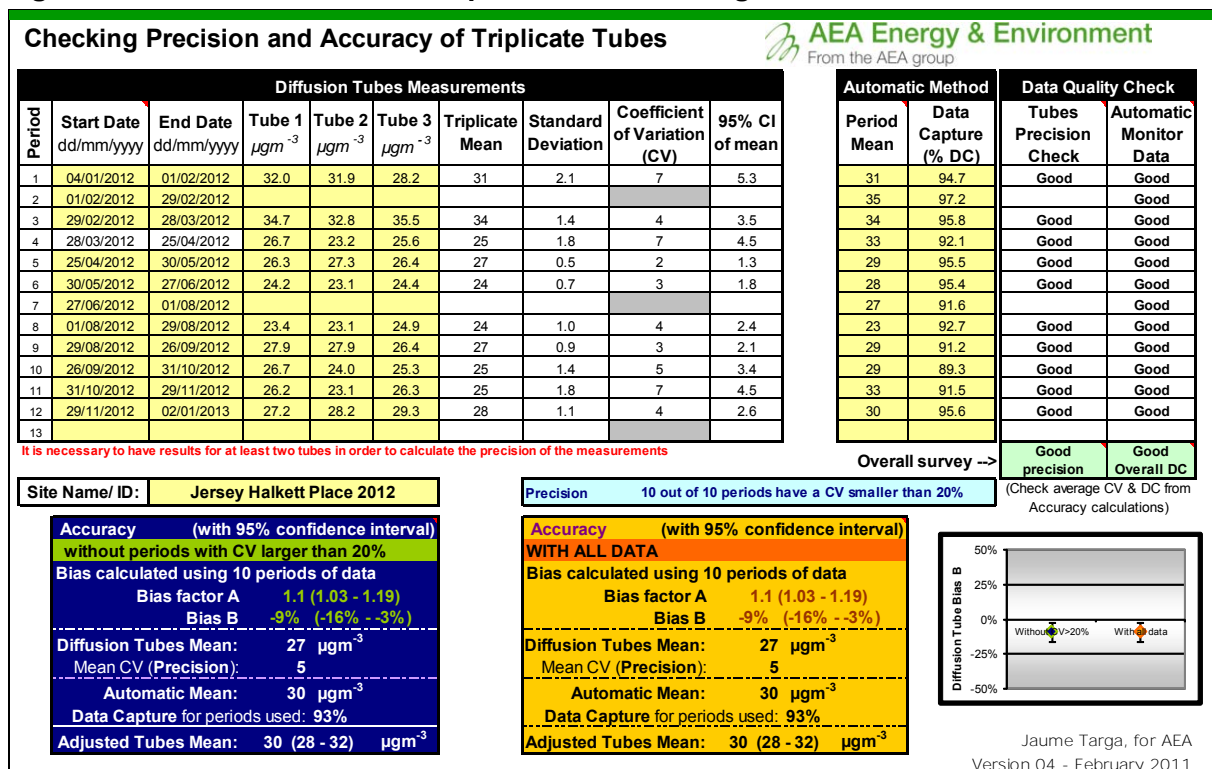 Checking Precision and Accuracy of Triplicate Tubes
AEA Energy & Environment
From the AEA group
Diffusion Tubes Measurements
Automatic Method
Data Quality Check
Period
Start Date dd/mm/yyyy
End Date dd/mm/yyyy
Tube 1 µgm -3
Tube 2 µgm -3
Tube 3 µgm -3
Triplicate Mean
Standard Deviation
Coefficient of Variation (CV)
95% CI of mean
Period Mean
Data Capture (% DC)
Tubes Precision Check
Automatic Monitor Data
1 04/01/2012 01/02/2012 32.0 31.9 28.2 31 2.1 7 5.3 31 94.7 Good Good
2 01/02/2012 29/02/2012 35 97.2 Good
3 29/02/2012 28/03/2012 34.7 32.8 35.5 34 1.4 4 3.5 34 95.8 Good Good
4 28/03/2012 25/04/2012 26.7 23.2 25.6 25 1.8 7 4.5 33 92.1 Good Good
5 25/04/2012 30/05/2012 26.3 27.3 26.4 27 0.5 2 1.3 29 95.5 Good Good
6 30/05/2012 27/06/2012 24.2 23.1 24.4 24 0.7 3 1.8 28 95.4 Good Good
7 27/06/2012 01/08/2012 27 91.6 Good
8 01/08/2012 29/08/2012 23.4 23.1 24.9 24 1.0 4 2.4 23 92.7 Good Good
9 29/08/2012 26/09/2012 27.9 27.9 26.4 27 0.9 3 2.1 29 91.2 Good Good
10 26/09/2012 31/10/2012 26.7 24.0 25.3 25 1.4 5 3.4 29 89.3 Good Good
11 31/10/2012 29/11/2012 26.2 23.1 26.3 25 1.8 7 4.5 33 91.5 Good Good
12 29/11/2012 02/01/2013 27.2 28.2 29.3 28 1.1 4 2.6 30 95.6 Good Good
13
It is necessary to have results for at least two tubes in order to calculate the precision of the measurements
Overall survey -->
Good precision
Good Overall DC
Site Name/ ID: Jersey Halkett Place 2012
Precision 10 out of 10 periods have a CV smaller than 20%
(Check average CV & DC from
Accuracy calculations)
Accuracy (with 95% confidence interval)
without periods with CV larger than 20%
Bias calculated using 10 periods of data
Bias factor A 1.1 (1.03 - 1.19)
Bias B -9% (-16% - -3%)
Diffusion Tubes Mean: 27 µgm-3
Mean CV (Precision): 5
Automatic Mean: 30 µgm-3
Data Capture for periods used: 93%
Adjusted Tubes Mean: 30 (28 - 32) µgm-3
Accuracy (with 95% confidence interval)
WITH ALL DATA
Bias calculated using 10 periods of data
Bias factor A 1.1 (1.03 - 1.19)
Bias B -9% (-16% - -3%)
Diffusion Tubes Mean: 27 µgm-3
Mean CV (Precision): 5
Automatic Mean: 30 µgm-3
Data Capture for periods used: 93%
Adjusted Tubes Mean: 30 (28 - 32) µgm-3
Diffusion Tube Bias B
50%
25%
0%
-25%
-50%
Without CV>20%
With all data
Jaume Targa, for AEA
Version 04 - February 2011